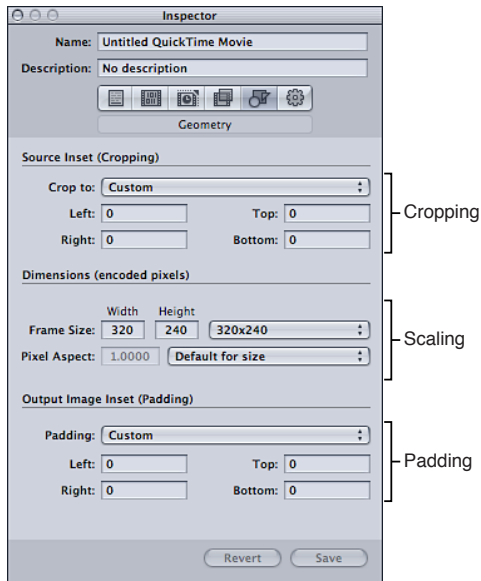 Inspector
Name: Untitled QuickTime Movie
Description: No description
Geometry
Source Inset (Cropping)
Crop to: Custom
Left: 0 Top: 0
Right: 0 Bottom: 0
Cropping
Dimensions (encoded pixels)
Width Height
Frame Size: 320 240 320x240
Pixel Aspect: 1.0000 Default for size
Scaling
Output Image Inset (Padding)
Padding: Custom
Left: 0 Top: 0
Right: 0 Bottom: 0
Padding
Revert Save